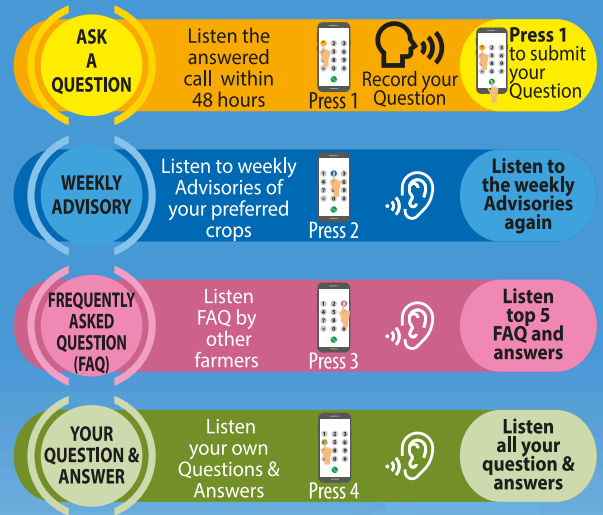 ASK
A
QUESTION
Listen the
answered
call within
48 hours
Press 1
Record your
Question
Press 1
to submit
your
Question
WEEKLY
ADVISORY
Listen to weekly
Advisories of
your preferred
crops
Press 2
Listen to
the weekly
Advisories
again
FREQUENTLY
ASKED
QUESTION
(FAQ)
Listen
FAQ by
other
farmers
Press 3
Listen
top 5
FAQ and
answers
YOUR
QUESTION &
ANSWER
Listen
your own
Questions &
Answers
Press 4
Listen
all your
question &
answers